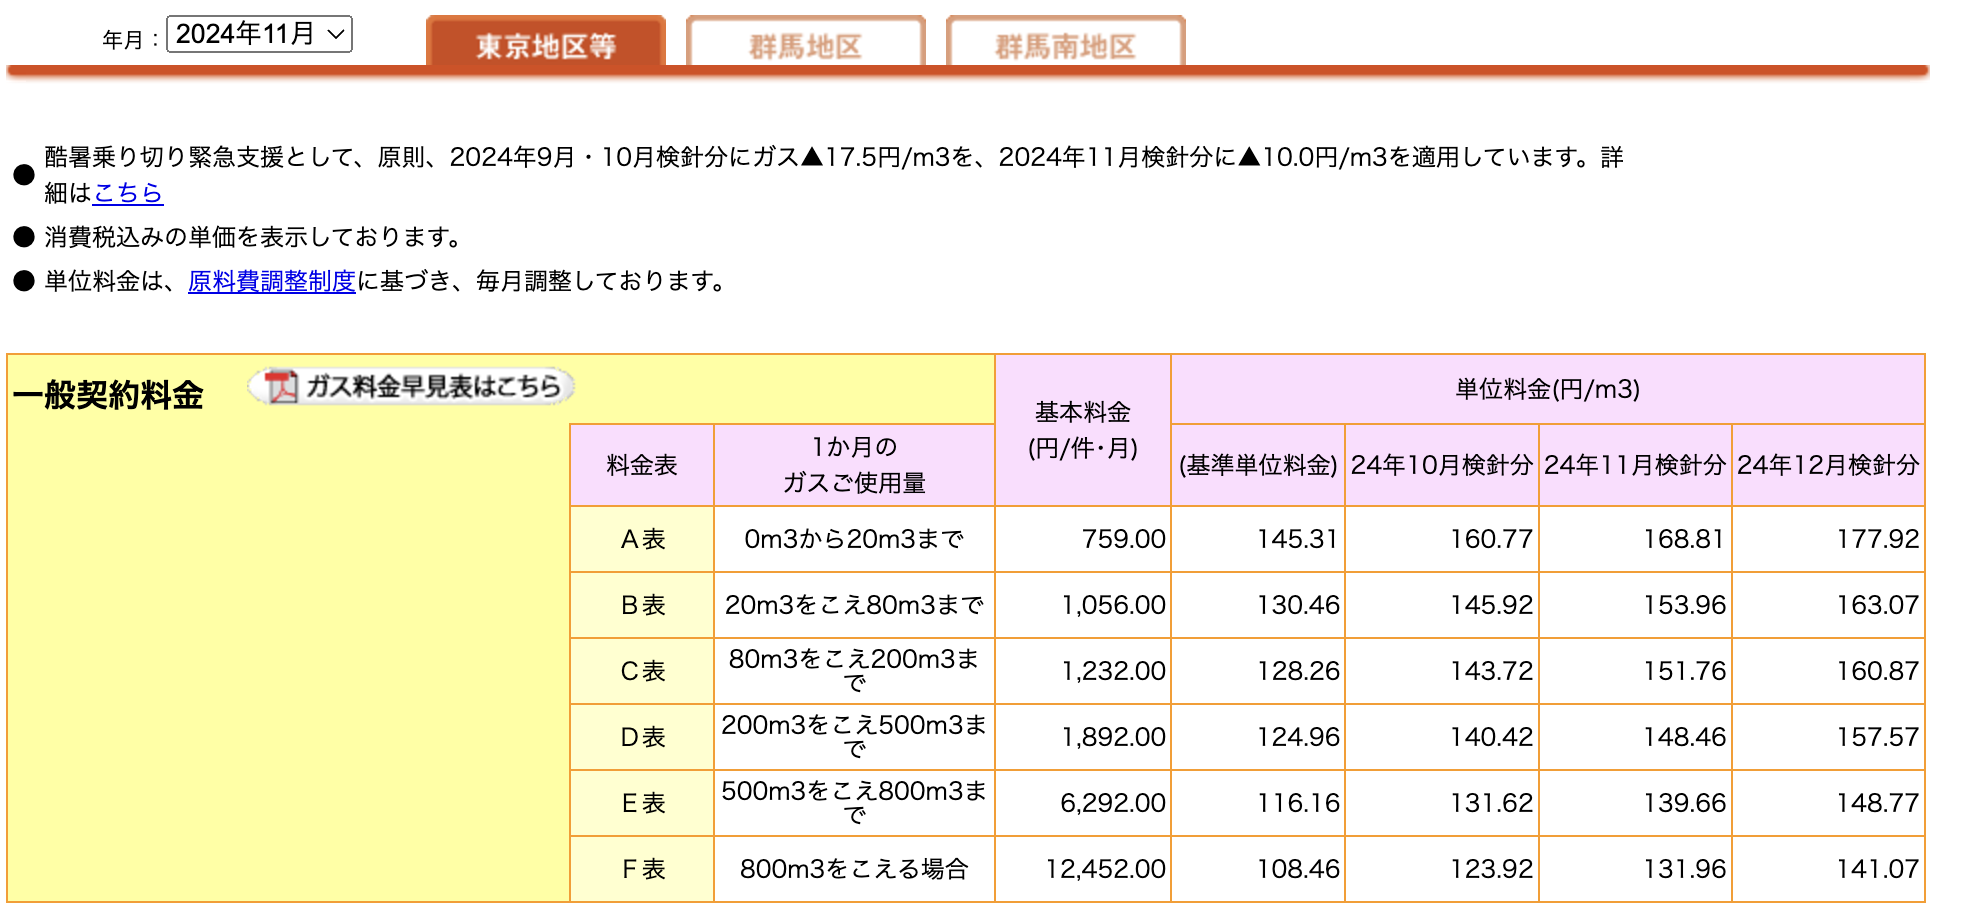 年月：2024年11月
東京地区等
群馬地区
群馬南地区
● 酷暑乗り切り緊急支援として、原則、2024年9月・10月検針分にガス▲17.5円/m3を、2024年11月検針分に▲10.0円/m3を適用しています。詳
細はこちら
● 消費税込みの単価を表示しております。
● 単位料金は、原料費調整制度に基づき、毎月調整しております。
一般契約料金 ガス料金早見表はこちら
基本料金
(円/件･月)
単位料金(円/m3)
料金表
1か月の
ガスご使用量
(基準単位料金) 24年10月検針分 24年11月検針分 24年12月検針分
Ａ表 0m3から20m3まで 759.00 145.31 160.77 168.81 177.92
Ｂ表 20m3をこえ80m3まで 1,056.00 130.46 145.92 153.96 163.07
Ｃ表 80m3をこえ200m3ま
で 1,232.00 128.26 143.72 151.76 160.87
Ｄ表 200m3をこえ500m3ま
で 1,892.00 124.96 140.42 148.46 157.57
Ｅ表 500m3をこえ800m3ま
で 6,292.00 116.16 131.62 139.66 148.77
Ｆ表 800m3をこえる場合 12,452.00 108.46 123.92 131.96 141.07